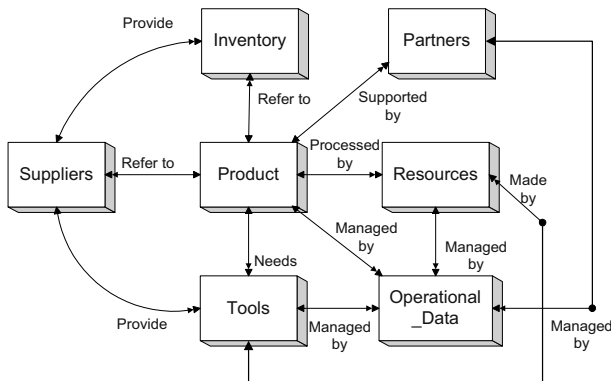 Provide
Inventory
Partners
Refer to
Supported
by
Suppliers
Refer to
Product
Processed
by
Resources
Made
by
Managed
by
Managed
by
Needs
Tools
Provide
Managed
by
Operational
_Data
Managed
by